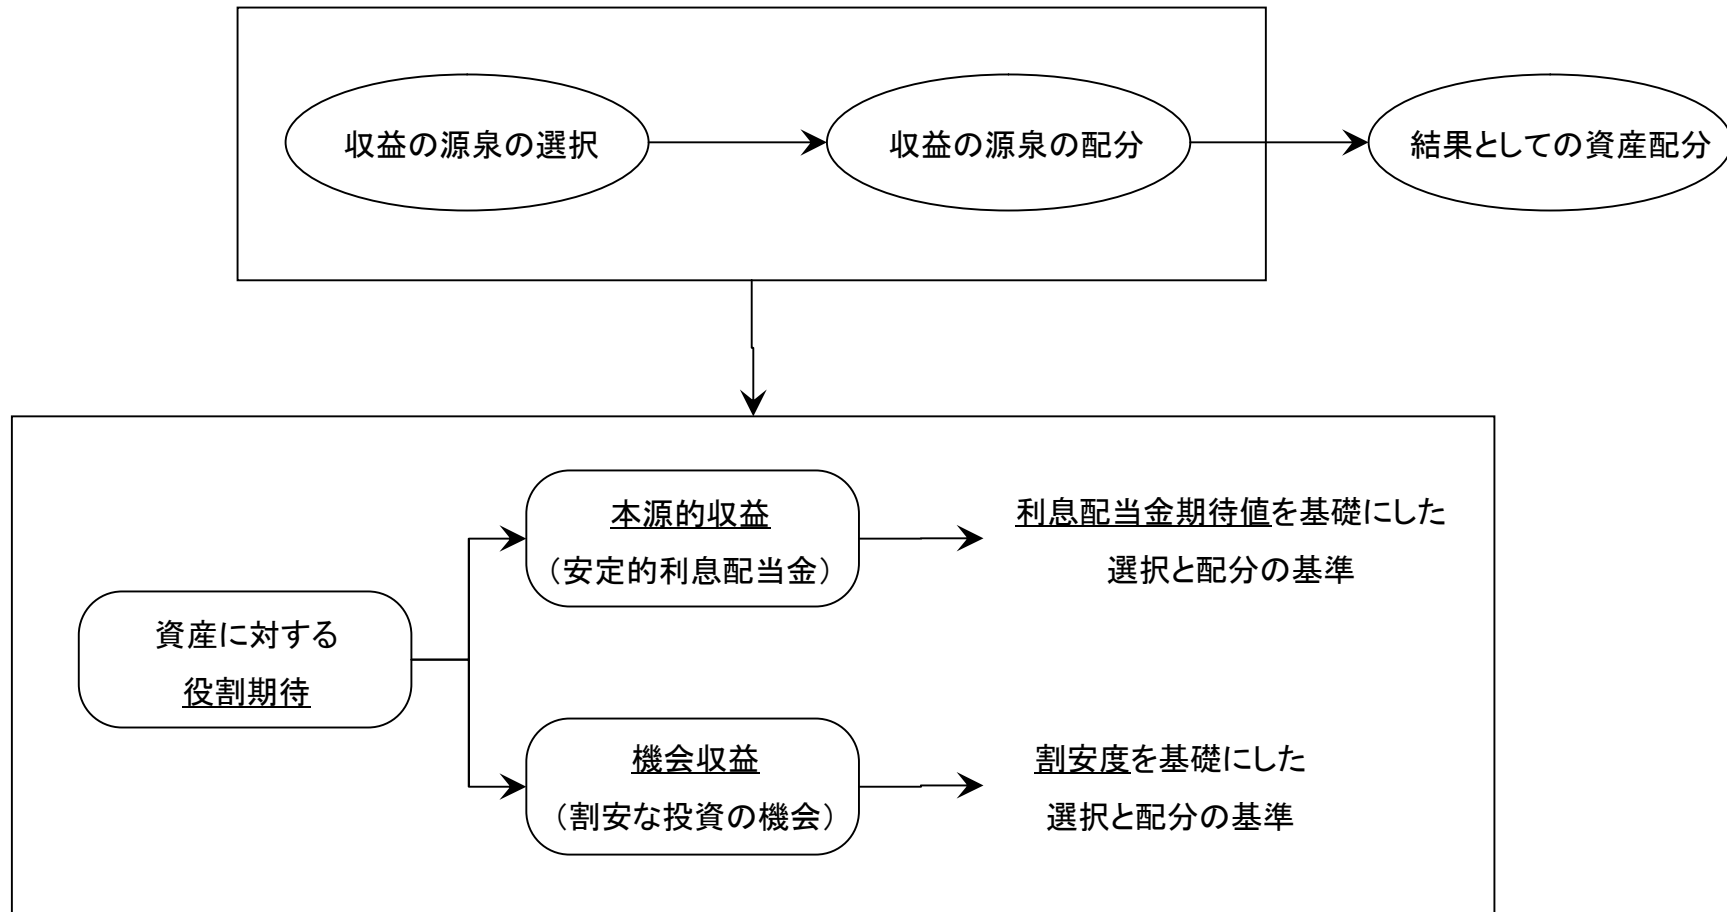 収益の源泉の選択
収益の源泉の配分
結果としての資産配分
本源的収益
（安定的利息配当金）
利息配当金期待値を基礎にした
選択と配分の基準
資産に対する
役割期待
機会収益
（割安な投資の機会）
割安度を基礎にした
選択と配分の基準